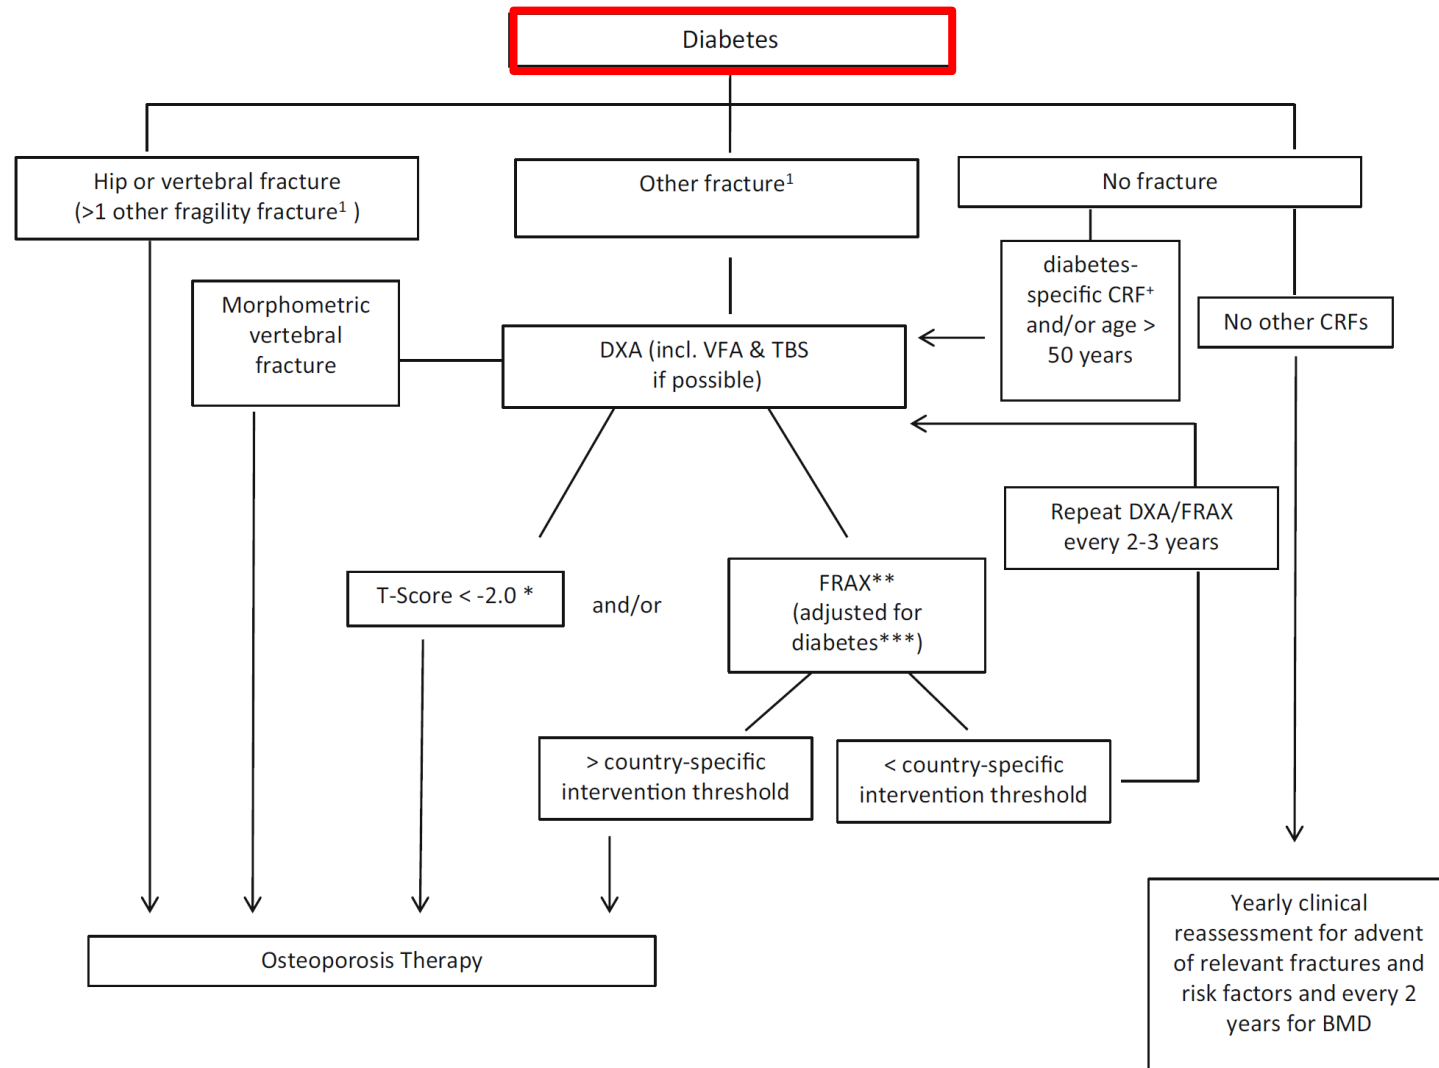 Diabetes
Hip or vertebral fracture
(>1 other fragility fracture¹ )
Other fracture¹
No fracture
diabetes-
specific CRF⁺
and/or age >
50 years
No other CRFs
Morphometric
vertebral
fracture
DXA (incl. VFA & TBS
if possible)
Repeat DXA/FRAX
every 2-3 years
T-Score < -2.0 *
and/or
FRAX**
(adjusted for
diabetes***)
> country-specific
intervention threshold
< country-specific
intervention threshold
Osteoporosis Therapy
Yearly clinical
reassessment for advent
of relevant fractures and
risk factors and every 2
years for BMD